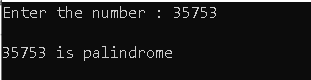 Enter the number : 35753
35753 is palindrome